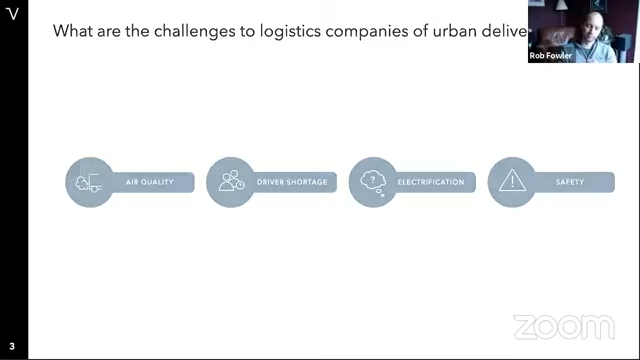 What are the challenges to logistics companies of urban delive
Rob Fowler
AIR QUALITY
DRIVER SHORTAGE
?
ELECTRIFICATION
?
!
SAFETY
zoom
3